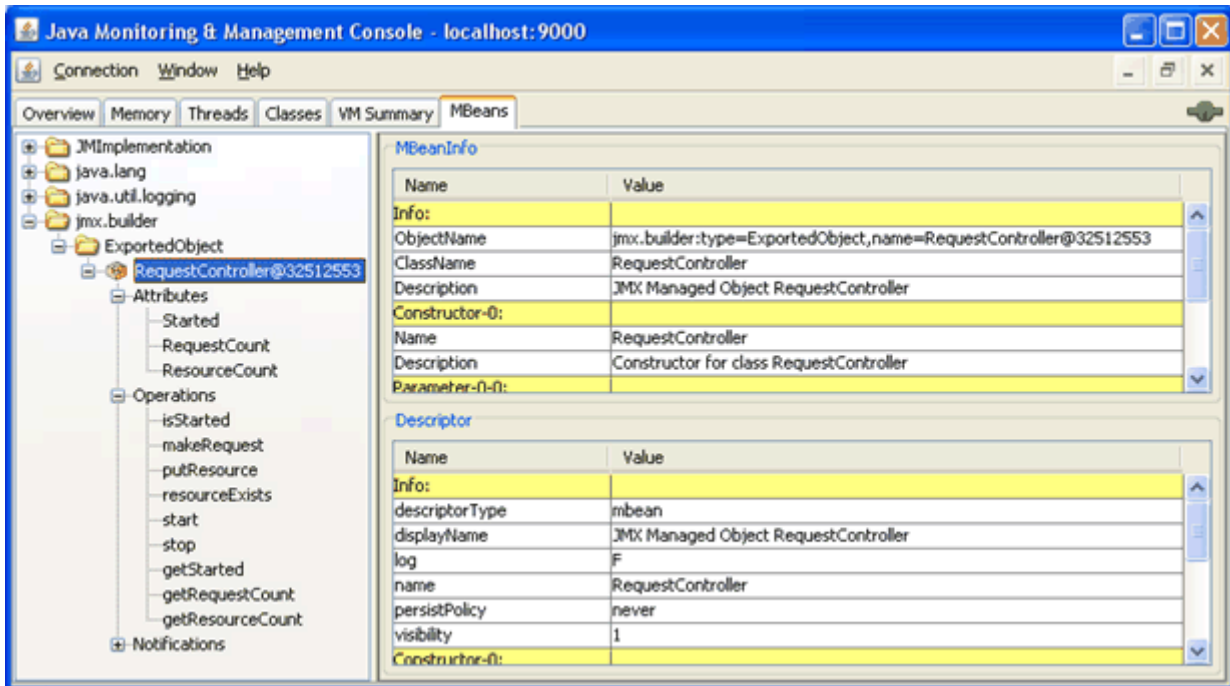 Java Monitoring & Management Console - localhost:9000
Connection Window Help
Overview Memory Threads Classes VM Summary MBeans
JMImplementation
java.lang
java.util.logging
jmx.builder
ExportedObject
RequestController@32512553
Attributes
Started
RequestCount
ResourceCount
Operations
isStarted
makeRequest
putResource
resourceExists
start
stop
getStarted
getRequestCount
getResourceCount
Notifications
MBeanInfo
Name Value
Info:
ObjectName jmx.builder:type=ExportedObject,name=RequestController@32512553
ClassName RequestController
Description JMX Managed Object RequestController
Constructor-0:
Name RequestController
Description Constructor for class RequestController
Parameter-0-0:
Descriptor
Name Value
Info:
descriptorType mbean
displayName JMX Managed Object RequestController
log F
name RequestController
persistPolicy never
visibility 1
Constructor-0: